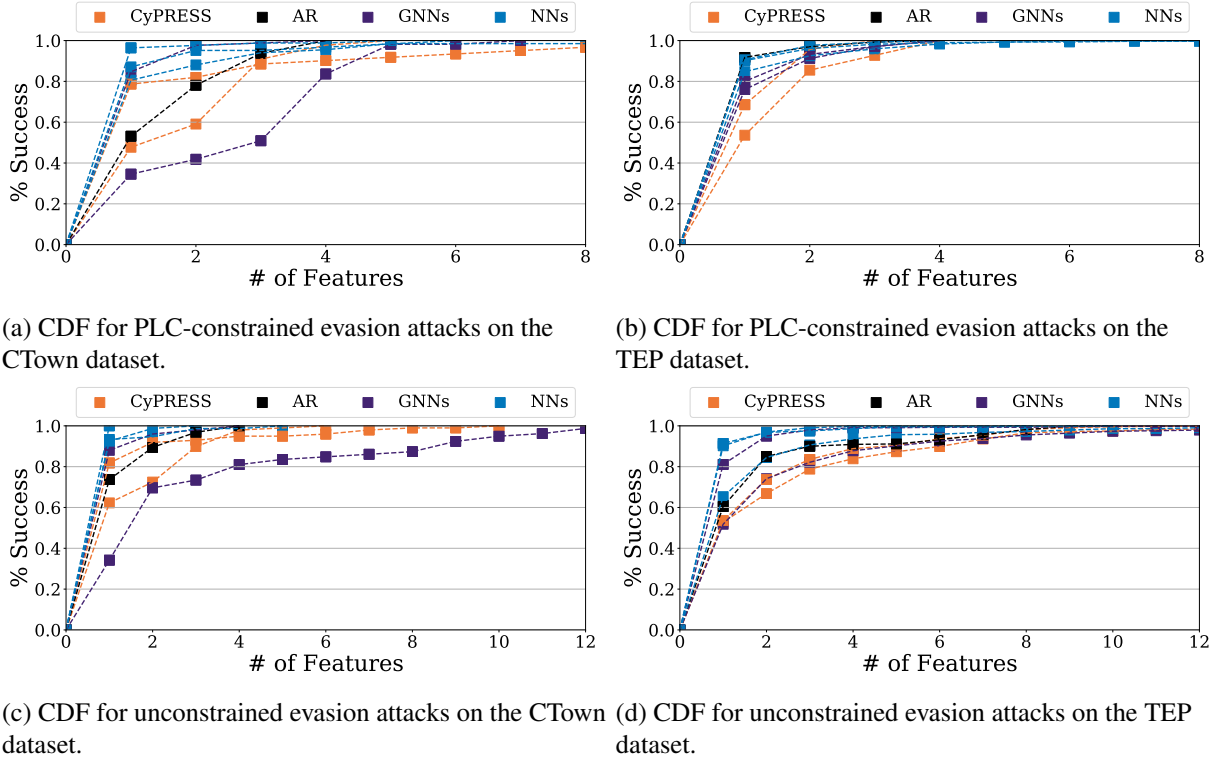 CyPRESS AR GNNs NNs
1.0
0.8
0.6
0.4
0.2
0.0
% Success
0 2 4 6 8
# of Features
(a) CDF for PLC-constrained evasion attacks on the
CTown dataset.
CyPRESS AR GNNs NNs
1.0
0.8
0.6
0.4
0.2
0.0
% Success
0 2 4 6 8
# of Features
(b) CDF for PLC-constrained evasion attacks on the
TEP dataset.
CyPRESS AR GNNs NNs
1.0
0.8
0.6
0.4
0.2
0.0
% Success
0 2 4 6 8 10 12
# of Features
(c) CDF for unconstrained evasion attacks on the CTown
dataset.
CyPRESS AR GNNs NNs
1.0
0.8
0.6
0.4
0.2
0.0
% Success
0 2 4 6 8 10 12
# of Features
(d) CDF for unconstrained evasion attacks on the TEP
dataset.